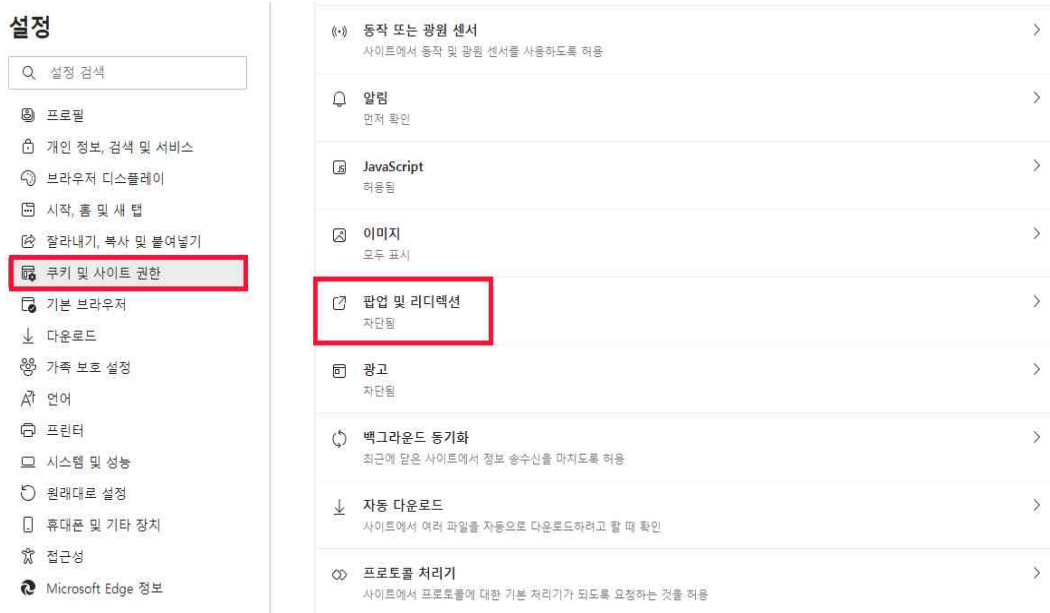 설정
설정 검색
프로필
개인 정보, 검색 및 서비스
브라우저 디스플레이
시작, 홈 및 새 탭
잘라내기, 복사 및 붙여넣기
쿠키 및 사이트 권한
기본 브라우저
다운로드
가족 보호 설정
언어
프린터
시스템 및 성능
원래대로 설정
휴대폰 및 기타 장치
접근성
Microsoft Edge 정보
동작 또는 광원 센서
사이트에서 동작 및 광원 센서를 사용하도록 허용
알림
먼저 확인
JavaScript
허용됨
이미지
모두 표시
팝업 및 리디렉션
차단됨
광고
차단됨
백그라운드 동기화
최근에 닫은 사이트에서 정보 송수신을 마치도록 허용
자동 다운로드
사이트에서 여러 파일을 자동으로 다운로드하려고 할 때 확인
프로토콜 처리기
사이트에서 프로토콜에 대한 기본 처리기가 되도록 요청하는 것을 허용